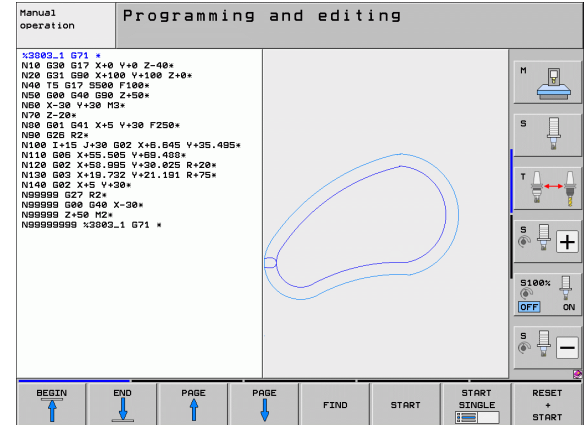 Manual
operation
Programming and editing
%3803_1 G71 *
N10 G30 G17 X+0 Y+0 Z-40*
N20 G31 G90 X+100 Y+100 Z+0*
N40 T5 G17 S500 F100*
N50 G00 G40 G90 Z+50*
N60 X-30 Y+30 M3*
N70 Z-20*
N80 G01 G41 X+5 Y+30 F250*
N90 G26 R2*
N100 I+15 J+30 G02 X+6.645 Y+35.495*
N110 G06 X+55.505 Y+69.488*
N120 G02 X+58.995 Y+30.025 R+20*
N130 G03 X+19.732 Y+21.191 R+75*
N140 G02 X+5 Y+30*
N99999 G27 R2*
N99999 G00 G40 X-30*
N99999 Z+50 M2*
N99999999 %3803_1 G71 *
M
S
T
S
+
S100%
OFF ON
S
−
BEGIN
END
PAGE
PAGE
FIND
START
START
SINGLE
RESET
+
START